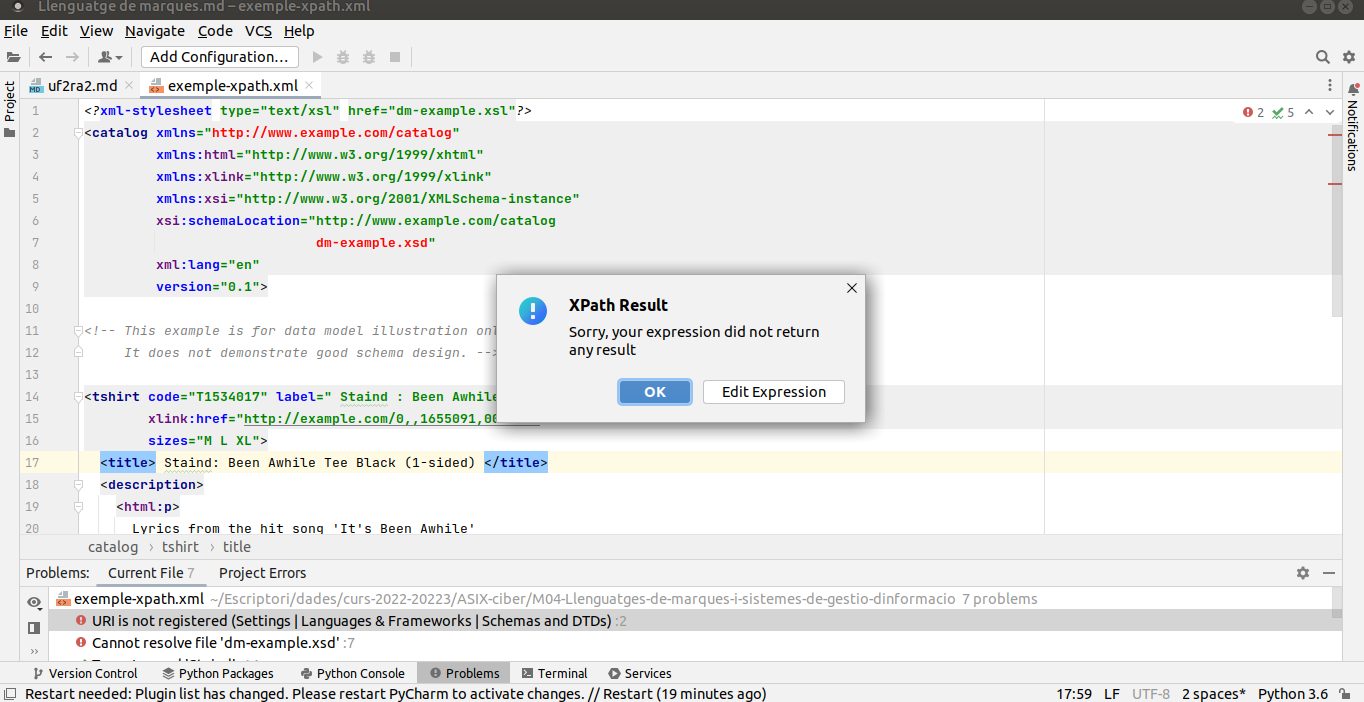 Llenguatge de marques.md – exemple-xpath.xml
File Edit View Navigate Code VCS Help
Add Configuration...
Project
uf2ra2.md exemple-xpath.xml
Notifications
2 5
1 <?xml-stylesheet type="text/xsl" href="dm-example.xsl"?>
2 <catalog xmlns="http://www.example.com/catalog"
3 xmlns:html="http://www.w3.org/1999/xhtml"
4 xmlns:xlink="http://www.w3.org/1999/xlink"
5 xmlns:xsi="http://www.w3.org/2001/XMLSchema-instance"
6 xsi:schemaLocation="http://www.example.com/catalog
7 dm-example.xsd"
8 xml:lang="en"
9 version="0.1">
10
11 <!-- This example is for data model illustration onl
12 It does not demonstrate good schema design. -->
13
14 <tshirt code="T1534017" label=" Staind : Been Awhile
15 xlink:href="http://example.com/0,,1655091,00
16 sizes="M L XL">
17 <title> Staind: Been Awhile Tee Black (1-sided) </title>
18 <description>
19 <html:p>
20 Lyrics from the hit song 'It's Been Awhile'
XPath Result
Sorry, your expression did not return
any result
OK Edit Expression
catalog › tshirt › title
Problems: Current File 7 Project Errors
exemple-xpath.xml ~/Escriptori/dades/curs-2022-20223/ASIX-ciber/M04-Llenguatges-de-marques-i-sistemes-de-gestio-dinformacio 7 problems
URI is not registered (Settings | Languages & Frameworks | Schemas and DTDs) :2
Cannot resolve file 'dm-example.xsd' :7
Version Control Python Packages Python Console Problems Terminal Services
Restart needed: Plugin list has changed. Please restart PyCharm to activate changes. // Restart (19 minutes ago) 17:59 LF UTF-8 2 spaces* Python 3.6